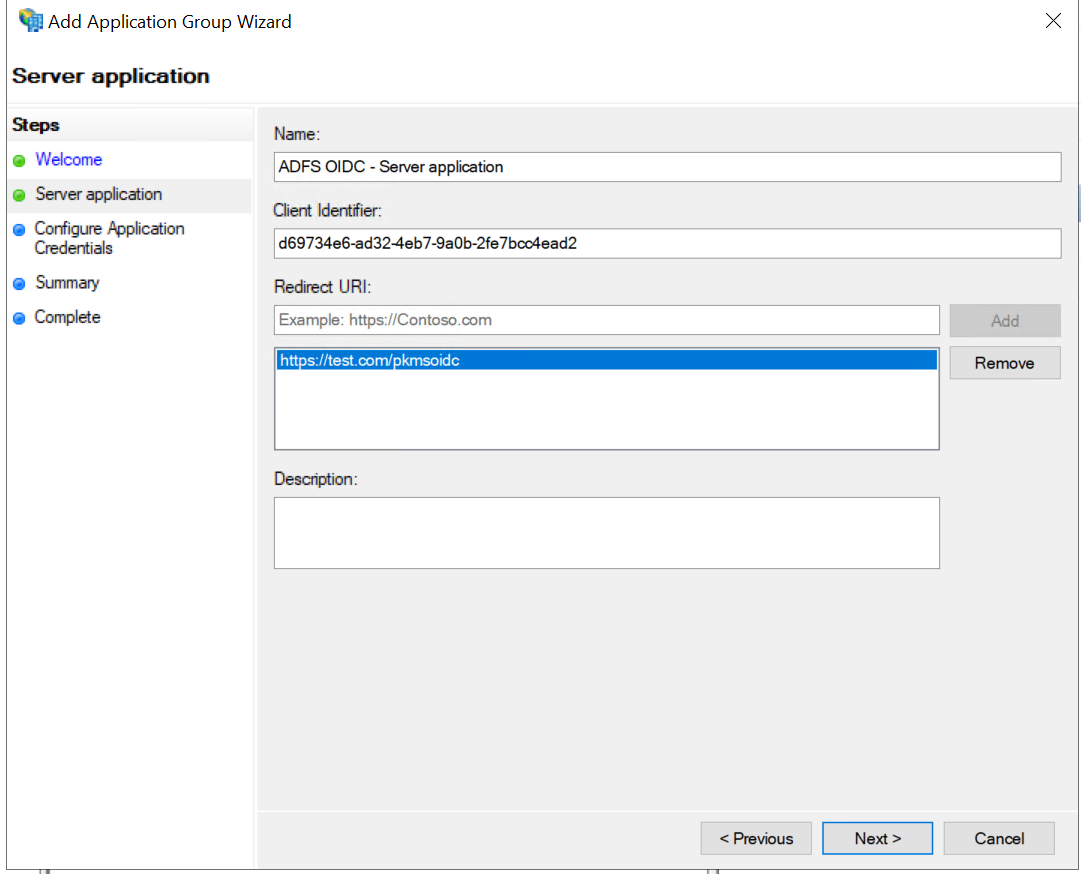 Add Application Group Wizard
Server application
Steps
Welcome
Server application
Configure Application
Credentials
Summary
Complete
Name:
ADFS OIDC - Server application
Client Identifier:
d69734e6-ad32-4eb7-9a0b-2fe7bcc4ead2
Redirect URI:
Example: https://Contoso.com
Add
https://test.com/pkmsoidc
Remove
Description:
< Previous
Next >
Cancel